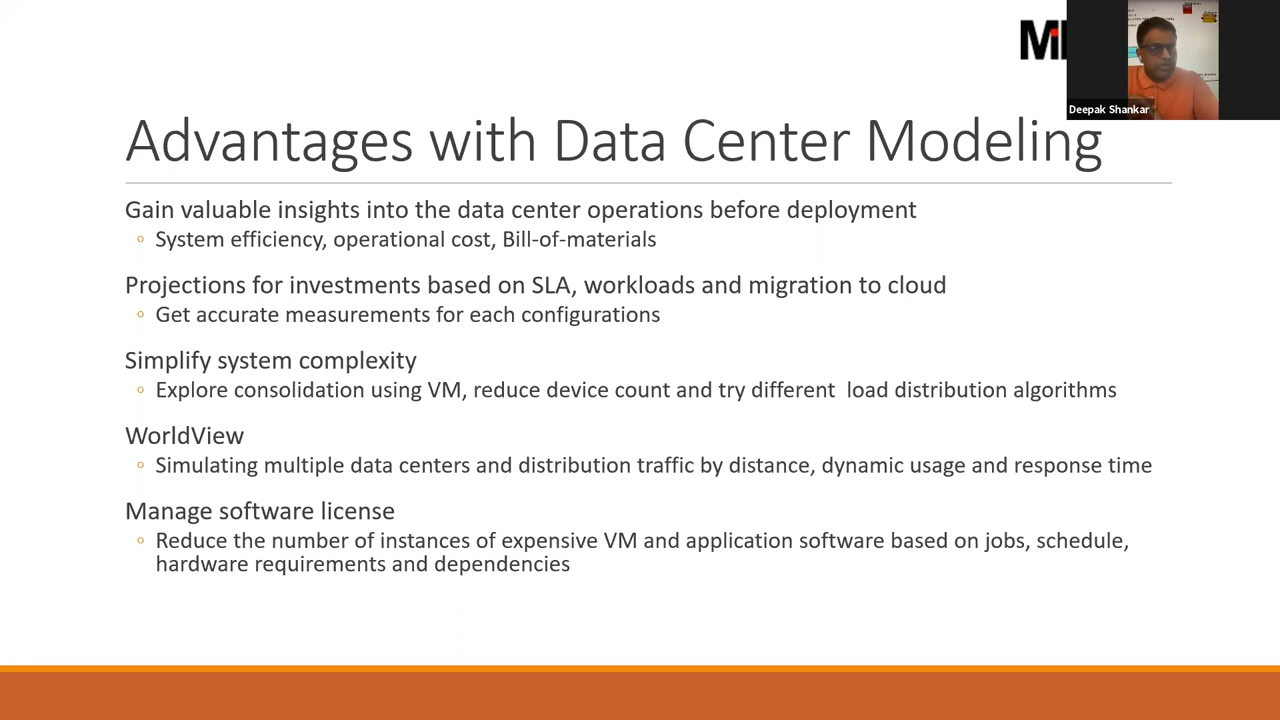 Deepak Shankar
Advantages with Data Center Modeling
Gain valuable insights into the data center operations before deployment
◦ System efficiency, operational cost, Bill-of-materials
Projections for investments based on SLA, workloads and migration to cloud
◦ Get accurate measurements for each configurations
Simplify system complexity
◦ Explore consolidation using VM, reduce device count and try different  load distribution algorithms
WorldView
◦ Simulating multiple data centers and distribution traffic by distance, dynamic usage and response time
Manage software license
◦ Reduce the number of instances of expensive VM and application software based on jobs, schedule,
hardware requirements and dependencies